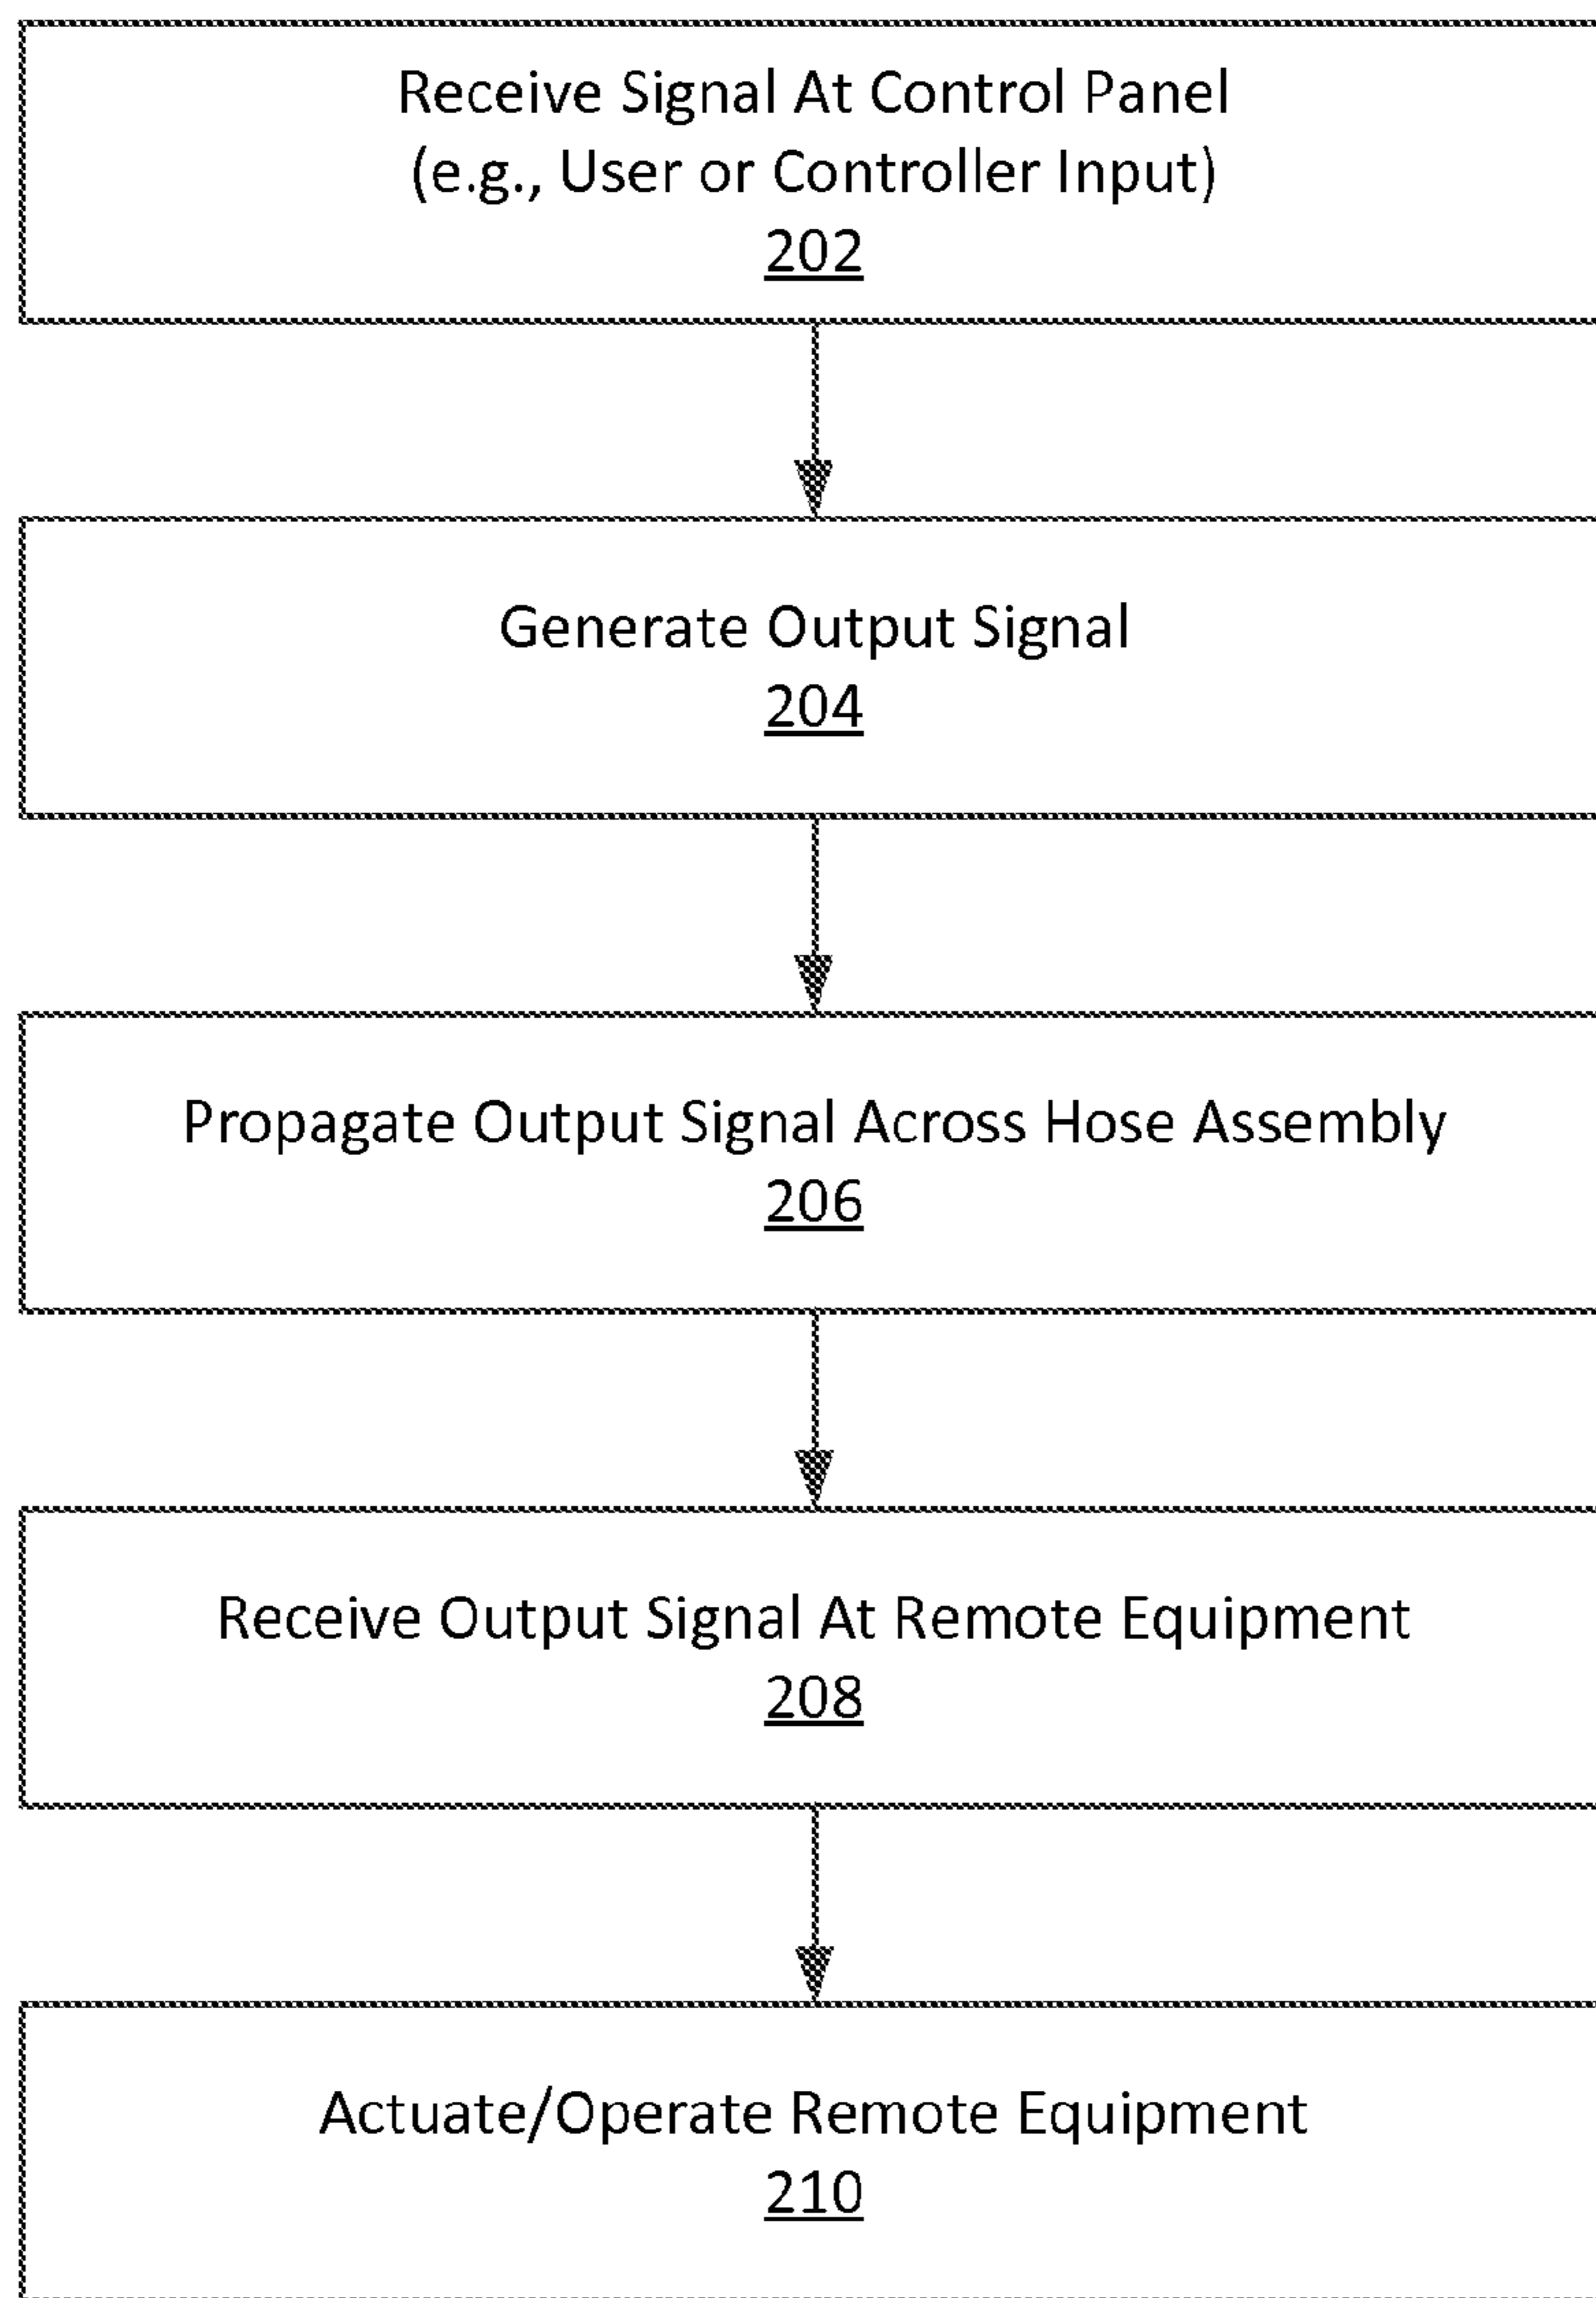 Receive Signal At Control Panel
(e.g., User or Controller Input)
202
Generate Output Signal
204
Propagate Output Signal Across Hose Assembly
206
Receive Output Signal At Remote Equipment
208
Actuate/Operate Remote Equipment
210